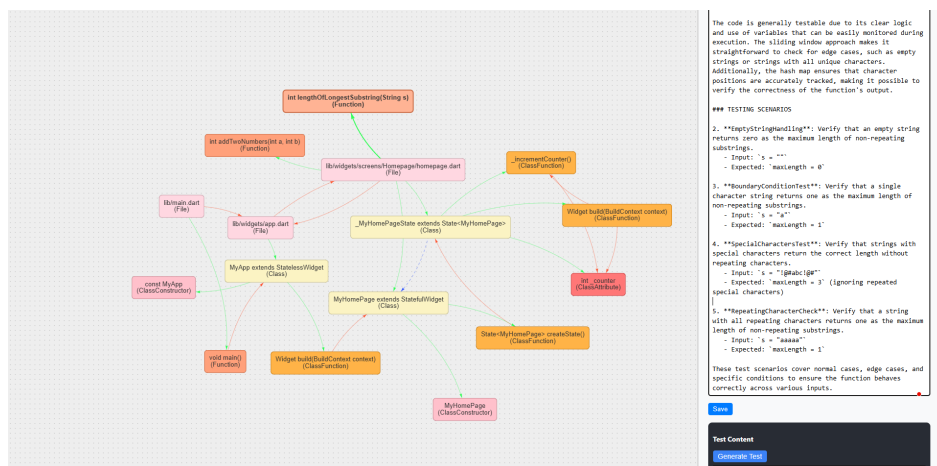 int lengthOfLongestSubstring(String s)
(Function)
int addTwoNumbers(int a, int b)
(Function)
lib/widgets/screens/Homepage/homepage.dart
(File)
_incrementCounter()
(ClassFunction)
lib/main.dart
(File)
lib/widgets/app.dart
(File)
_MyHomePageState extends State<MyHomePage>
(Class)
Widget build(BuildContext context)
(ClassFunction)
MyApp extends StatelessWidget
(Class)
const MyApp
(ClassConstructor)
int _counter
(ClassAttribute)
MyHomePage extends StatefulWidget
(Class)
State<MyHomePage> createState()
(ClassFunction)
void main()
(Function)
Widget build(BuildContext context)
(ClassFunction)
MyHomePage
(ClassConstructor)
The code is generally testable due to its clear logic
and use of variables that can be easily monitored during
execution. The sliding window approach makes it
straightforward to check for edge cases, such as empty
strings or strings with all unique characters.
Additionally, the hash map ensures that character
positions are accurately tracked, making it possible to
verify the correctness of the function's output.
### TESTING SCENARIOS
2. **EmptyStringHandling**: Verify that an empty string
returns zero as the maximum length of non-repeating
substrings.
- Input: `s = ""`
- Expected: `maxLength = 0`
3. **BoundaryConditionTest**: Verify that a single
character string returns one as the maximum length of
non-repeating substrings.
- Input: `s = "a"`
- Expected: `maxLength = 1`
4. **SpecialCharactersTest**: Verify that strings with
special characters return the correct length without
repeating characters.
- Input: `s = "!@#abc!@#"`
- Expected: `maxLength = 3` (ignoring repeated
special characters)
5. **RepeatingCharacterCheck**: Verify that a string
with all repeating characters returns one as the maximum
length of non-repeating substrings.
- Input: `s = "aaaaa"`
- Expected: `maxLength = 1`
These test scenarios cover normal cases, edge cases, and
specific conditions to ensure the function behaves
correctly across various inputs.
Save
Test Content
Generate Test